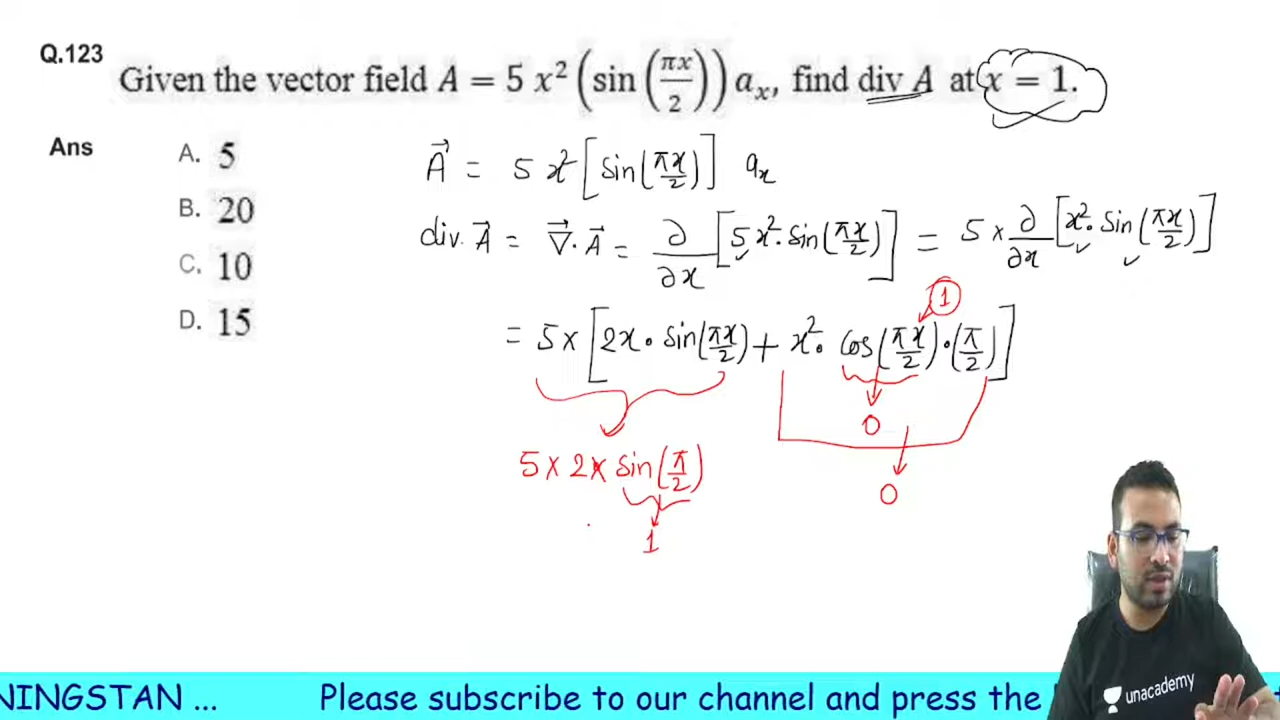 Q.123
Given the vector field A = 5 x² (sin (πx/2)) aₓ, find div A at x = 1.
Ans
A. 5
B. 20
C. 10
D. 15
A⃗ = 5 x² [sin(πx/2)] aₓ
div. A⃗ = ∇⃗ · A⃗ = ∂/∂x [5x² · sin(πx/2)] = 5 × ∂/∂x [x² · sin(πx/2)]
1
= 5 × [2x · sin(πx/2) + x² · cos(πx/2) · (π/2)]
0
5 × 2 × sin(π/2)
0
1
unacademy
NINGSTAN ... Please subscribe to our channel and press the